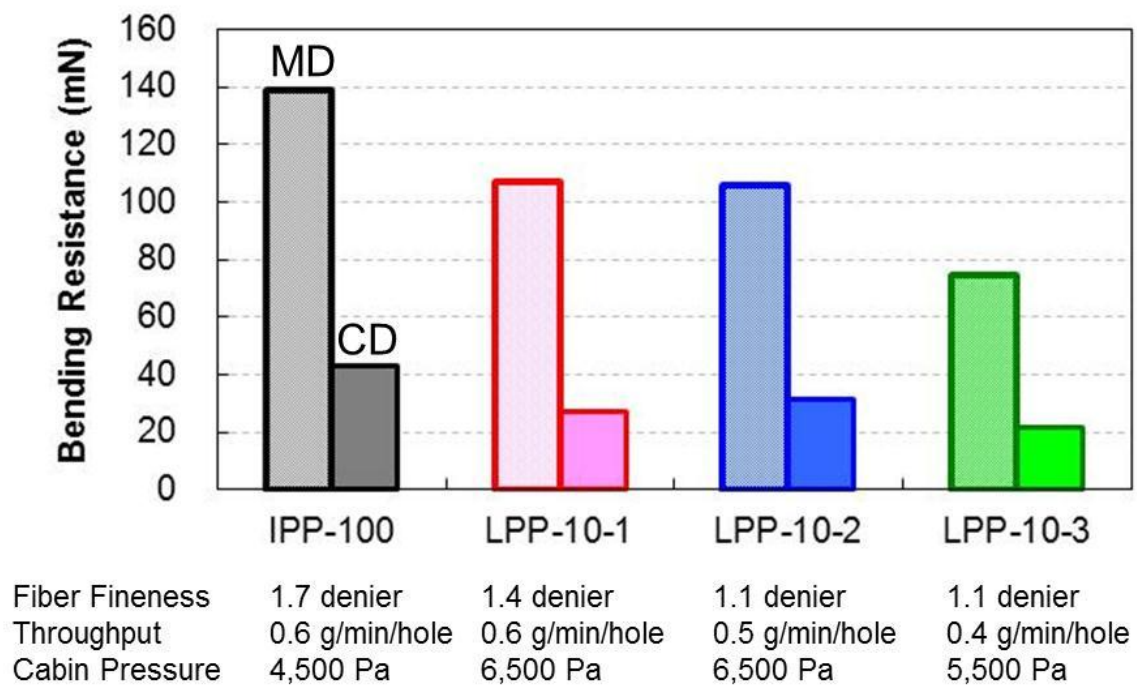 Bending Resistance (mN)
160
140
120
100
80
60
40
20
0
MD
CD
IPP-100 LPP-10-1 LPP-10-2 LPP-10-3
Fiber Fineness 1.7 denier 1.4 denier 1.1 denier 1.1 denier
Throughput 0.6 g/min/hole 0.6 g/min/hole 0.5 g/min/hole 0.4 g/min/hole
Cabin Pressure 4,500 Pa 6,500 Pa 6,500 Pa 5,500 Pa